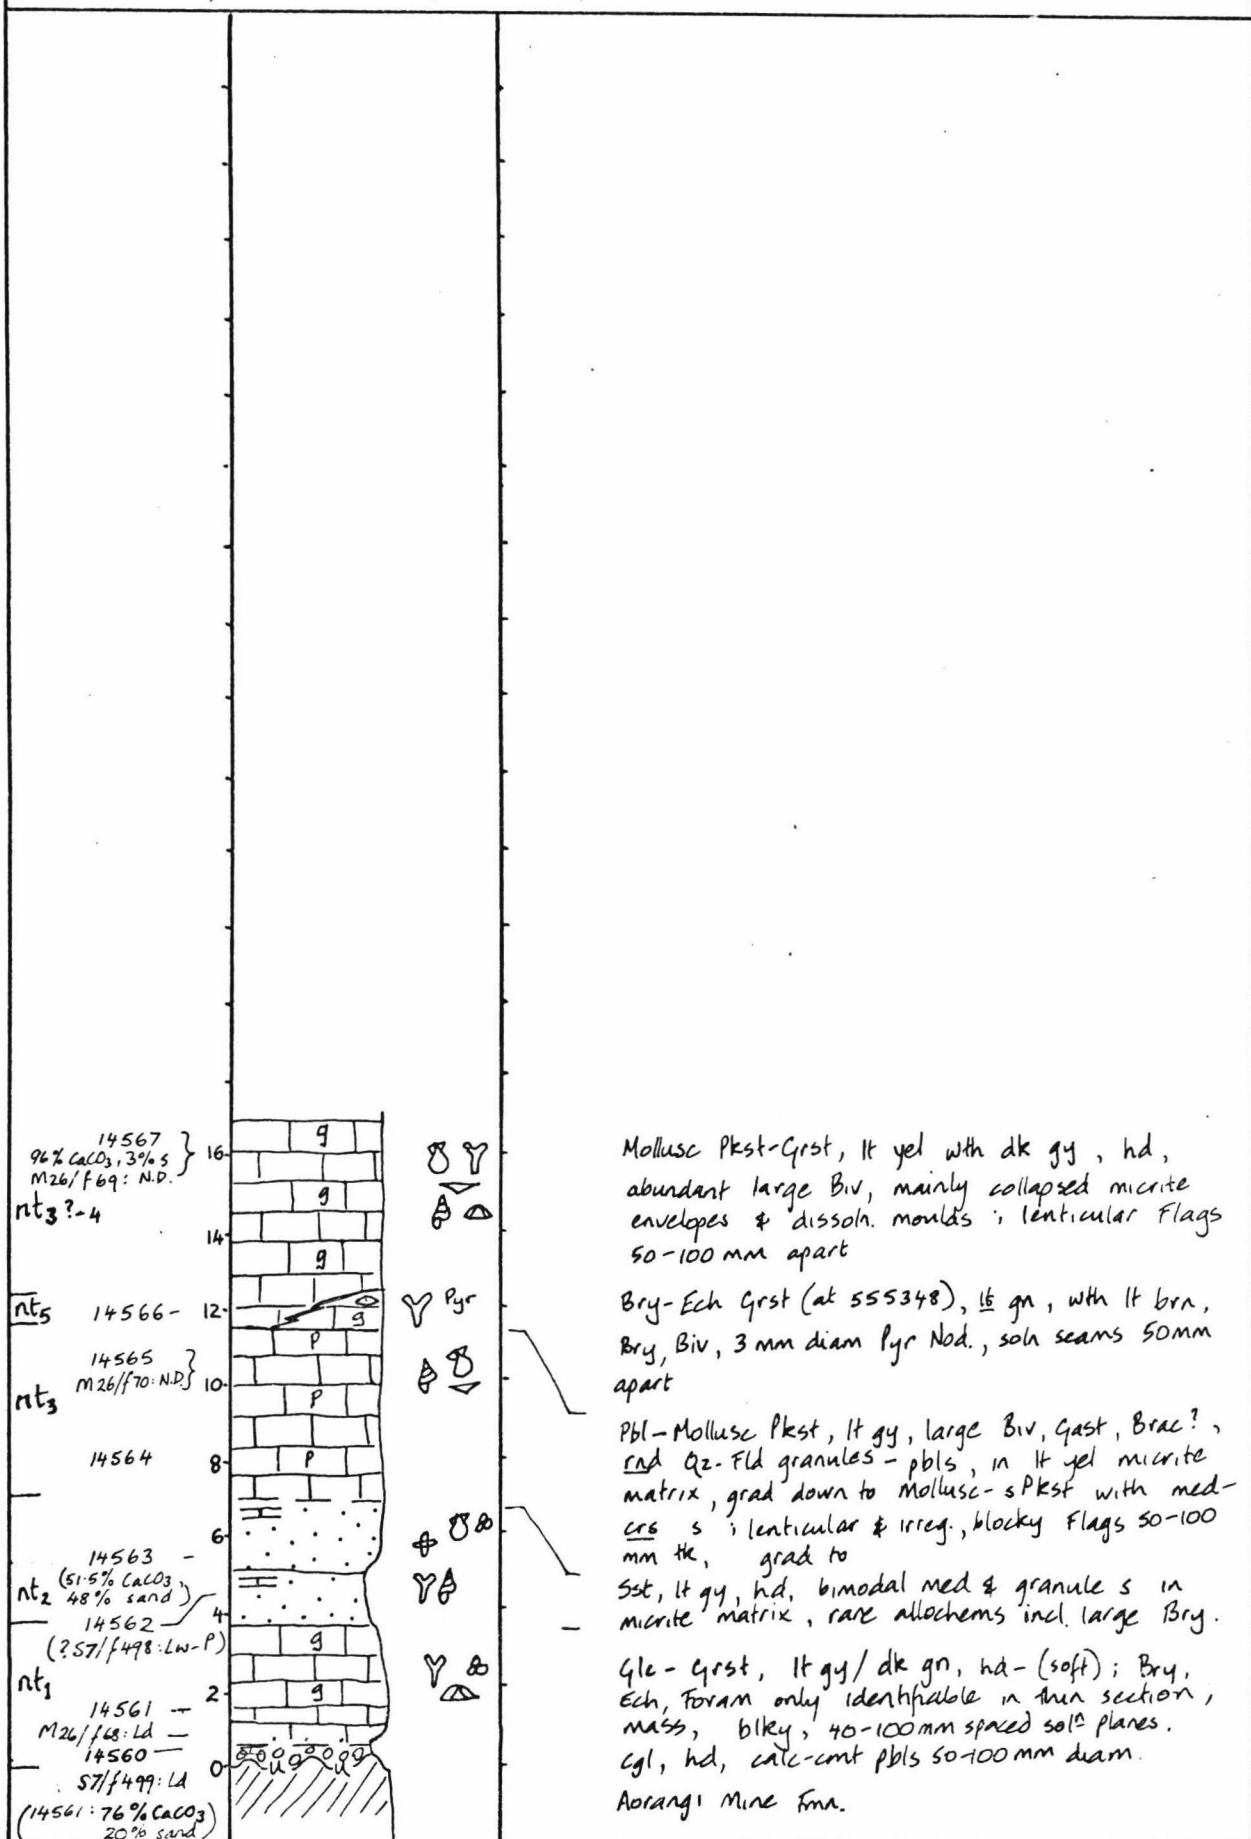 14567
96% CaCO3, 3% s
M26/f69: N.D.
nt3?-4
nt5
14566-
14565
M26/f70: N.D.
nt3
14564
14563 -
nt2
(51.5% CaCO3,
48% sand)
14562
(?S7/f498: Lw-P)
nt1
14561 -
M26/f68: Ld -
14560
S7/f499: Ld
(14561: 76% CaCO3
20% sand)
16
14
12
10
8
6
4
2
0
g
g
g
g
P
P
P
g
g
u u u
Pyr
Mollusc Pkst-Grst, lt yel wth dk gy, hd,
abundant large Biv, mainly collapsed micrite
envelopes & dissoln. moulds; lenticular Flags
50-100 mm apart
Bry-Ech Grst (at 555348), lt gn, wth lt brn,
Bry, Biv, 3 mm diam Pyr Nod., soln seams 50mm
apart
Pbl-Mollusc Pkst, lt gy, large Biv, Gast, Brac?,
rnd Qz-Fld granules - pbls, in lt yel micrite
matrix, grad down to Mollusc-s Pkst with med-
crs s; lenticular & irreg., blocky Flags 50-100
mm tk, grad to
Sst, lt gy, hd, bimodal med & granule s in
micrite matrix, rare allochems incl. large Bry.
Glc-Grst, lt gy/dk gn, hd-(soft); Bry,
Ech, Foram only identifiable in thin section,
mass, blky, 40-100mm spaced soln planes.
Cgl, hd, calc-cmt pbls 50-100 mm diam.
Aorangi Mine Fmn.